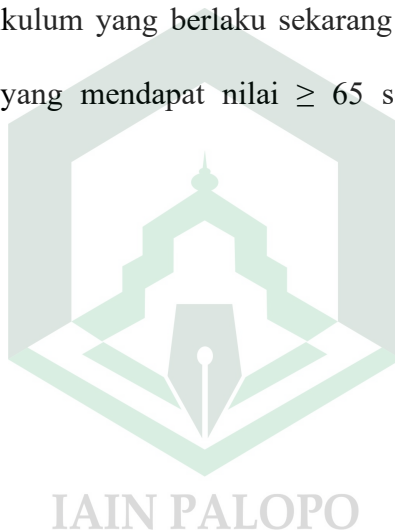 kulum yang berlaku sekarang
yang mendapat nilai ≥ 65 s
IAIN PALOPO